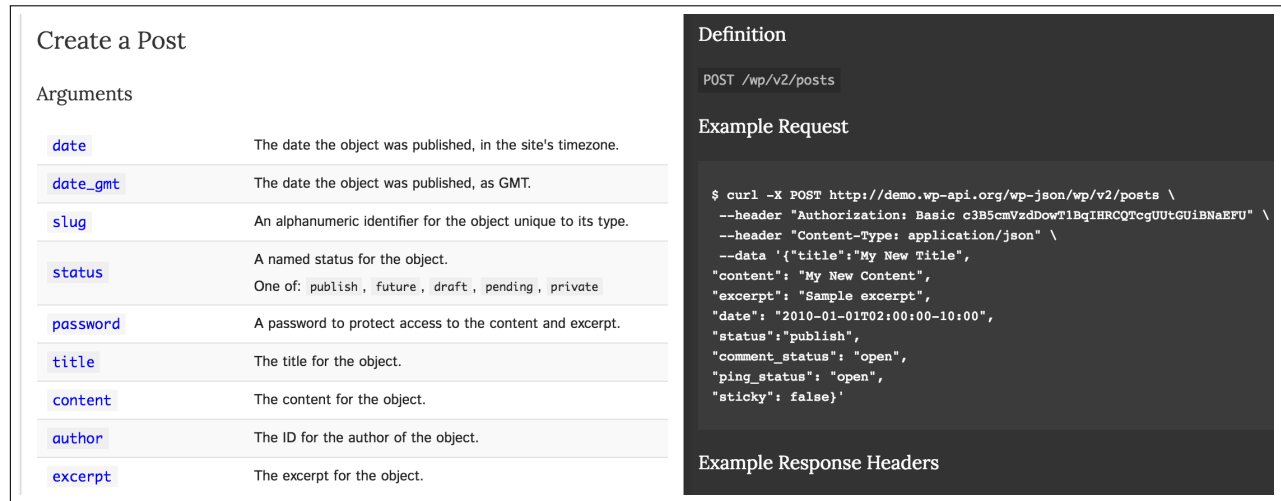 Create a Post
Arguments
date The date the object was published, in the site's timezone.
date_gmt The date the object was published, as GMT.
slug An alphanumeric identifier for the object unique to its type.
status A named status for the object.
One of: publish , future , draft , pending , private
password A password to protect access to the content and excerpt.
title The title for the object.
content The content for the object.
author The ID for the author of the object.
excerpt The excerpt for the object.
Definition
POST /wp/v2/posts
Example Request
$ curl -X POST http://demo.wp-api.org/wp-json/wp/v2/posts \
--header "Authorization: Basic c3B5cmVzdDowT1BqIHRCQTcgUUtGUiBNaEFU" \
--header "Content-Type: application/json" \
--data '{"title":"My New Title",
"content": "My New Content",
"excerpt": "Sample excerpt",
"date": "2010-01-01T02:00:00-10:00",
"status":"publish",
"comment_status": "open",
"ping_status": "open",
"sticky": false}'
Example Response Headers